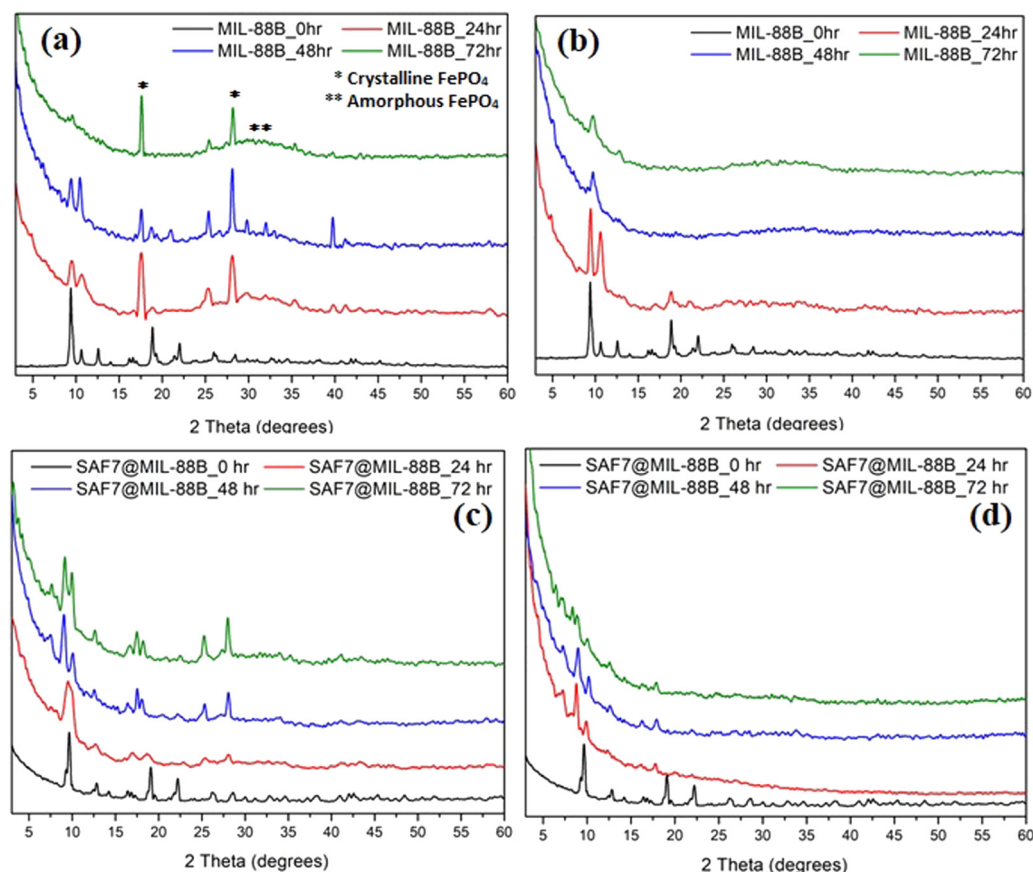 (a)
MIL-88B_0hr MIL-88B_24hr
MIL-88B_48hr MIL-88B_72hr
* Crystalline FePO4
** Amorphous FePO4
*
*
**
5 10 15 20 25 30 35 40 45 50 55 60
2 Theta (degrees)
(b)
MIL-88B_0hr MIL-88B_24hr
MIL-88B_48hr MIL-88B_72hr
5 10 15 20 25 30 35 40 45 50 55 60
2 Theta (degrees)
SAF7@MIL-88B_0 hr SAF7@MIL-88B_24 hr
SAF7@MIL-88B_48 hr SAF7@MIL-88B_72 hr
(c)
5 10 15 20 25 30 35 40 45 50 55 60
2 Theta (degrees)
SAF7@MIL-88B_0 hr SAF7@MIL-88B_24 hr
SAF7@MIL-88B_48 hr SAF7@MIL-88B_72 hr
(d)
5 10 15 20 25 30 35 40 45 50 55 60
2 Theta (degrees)